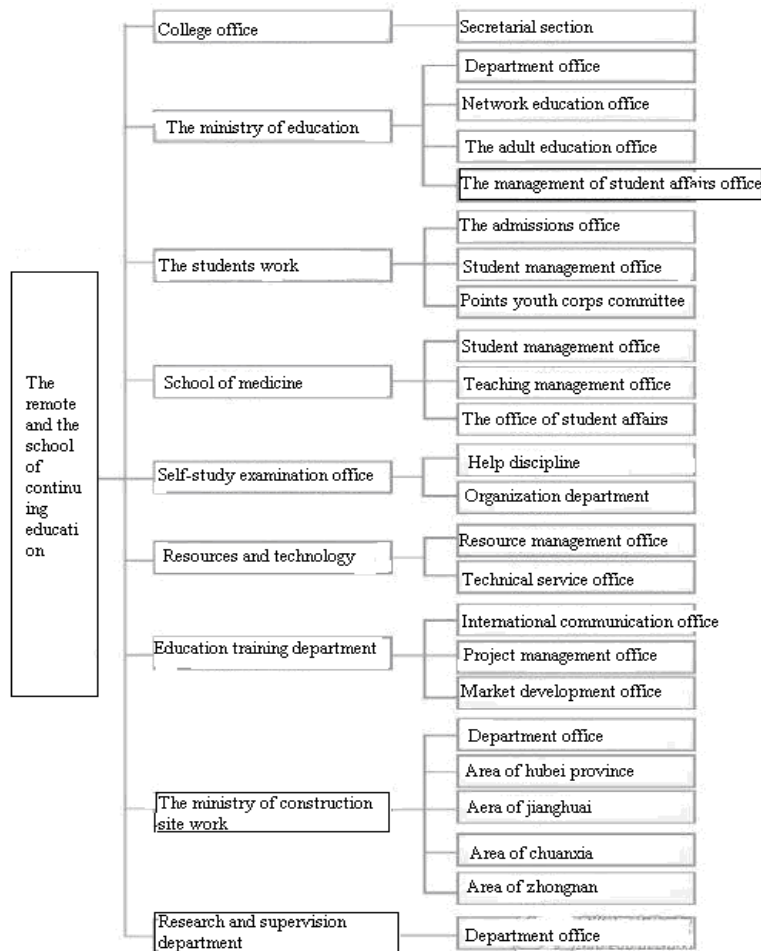 College office
Secretarial section
The ministry of education
Department office
Network education office
The adult education office
The management of student affairs office
The students work
The admissions office
Student management office
Points youth corps committee
The
remote
and the
school
of
continu
ing
educati
on
School of medicine
Student management office
Teaching management office
The office of student affairs
Self-study examination office
Help discipline
Organization department
Resources and technology
Resource management office
Technical service office
Education training department
International communication office
Project management office
Market development office
The ministry of construction
site work
Department office
Area of hubei province
Aera of jianghuai
Area of chuanxia
Area of zhongnan
Research and supervision
department
Department office